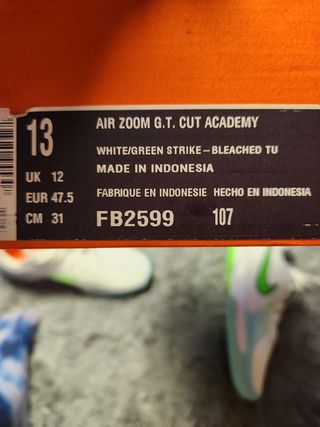 13
UK 12
EUR 47.5
CM 31
AIR ZOOM G.T. CUT ACADEMY
WHITE/GREEN STRIKE–BLEACHED TU
MADE IN INDONESIA
FABRIQUE EN INDONESIE HECHO EN INDONESIA
FB2599 107